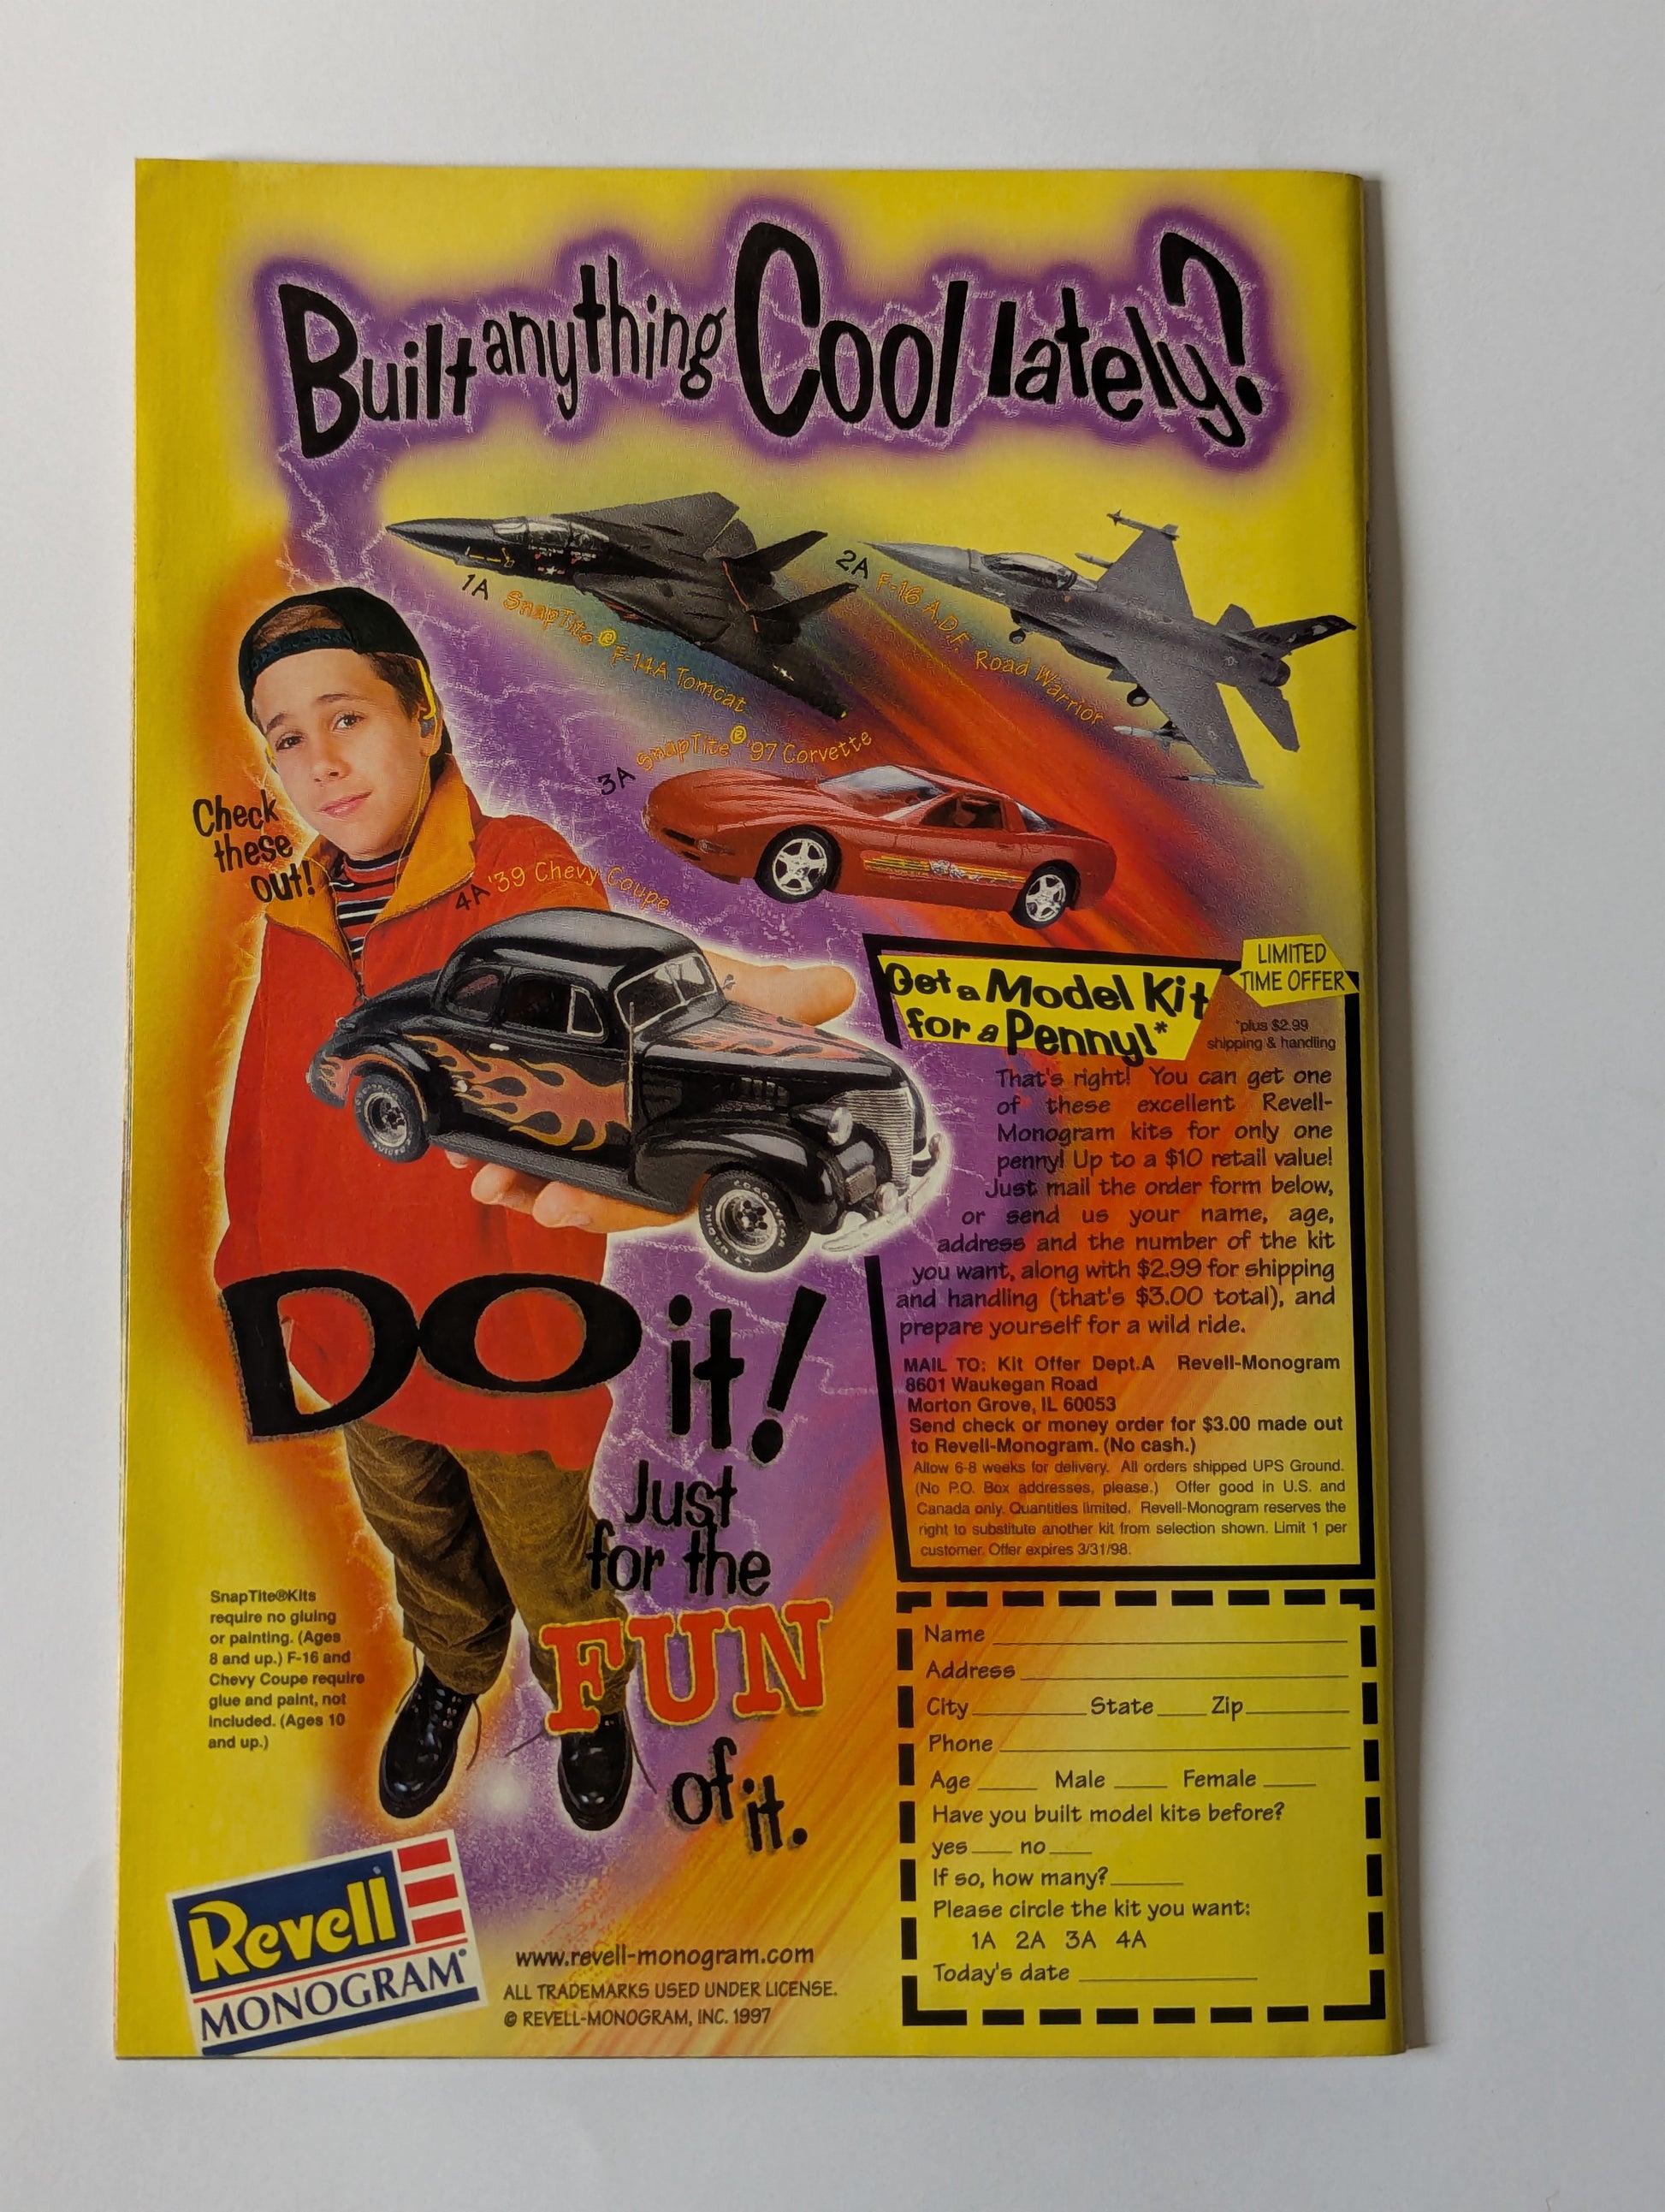 Built anything Cool lately?
1A SnapTite® F-14A Tomcat
2A F-16 A.D.F. Road Warrior
3A SnapTite® '97 Corvette
Check
these
out!
4A '39 Chevy Coupe
LIMITED
TIME OFFER
Get a Model Kit
for a Penny!*
*plus $2.99
shipping & handling
That's right! You can get one
of these excellent Revell-
Monogram kits for only one
penny! Up to a $10 retail value!
Just mail the order form below,
or send us your name, age,
address and the number of the kit
you want, along with $2.99 for shipping
and handling (that's $3.00 total), and
prepare yourself for a wild ride.
MAIL TO: Kit Offer Dept.A Revell-Monogram
8601 Waukegan Road
Morton Grove, IL 60053
Send check or money order for $3.00 made out
to Revell-Monogram. (No cash.)
Allow 6-8 weeks for delivery. All orders shipped UPS Ground.
(No P.O. Box addresses, please.) Offer good in U.S. and
Canada only. Quantities limited. Revell-Monogram reserves the
right to substitute another kit from selection shown. Limit 1 per
customer. Offer expires 3/31/98.
DO it!
Just
for the
FUN
of it.
SnapTite®Kits
require no gluing
or painting. (Ages
8 and up.) F-16 and
Chevy Coupe require
glue and paint, not
included. (Ages 10
and up.)
Name
Address
City State Zip
Phone
Age Male Female
Have you built model kits before?
yes no
If so, how many?
Please circle the kit you want:
1A 2A 3A 4A
Today's date
Revell
MONOGRAM®
www.revell-monogram.com
ALL TRADEMARKS USED UNDER LICENSE.
© REVELL-MONOGRAM, INC. 1997